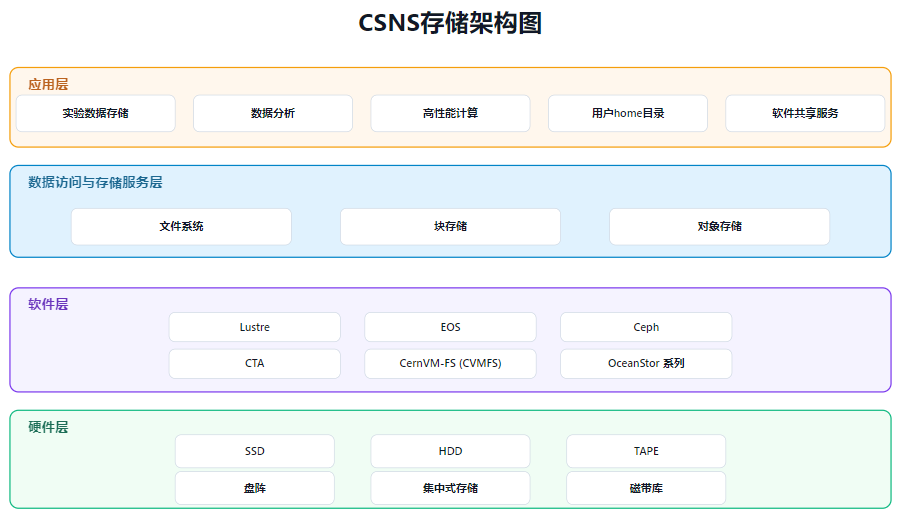 CSNS存储架构图
应用层
实验数据存储 数据分析 高性能计算 用户home目录 软件共享服务
数据访问与存储服务层
文件系统 块存储 对象存储
软件层
Lustre EOS Ceph
CTA CernVM-FS (CVMFS) OceanStor 系列
硬件层
SSD HDD TAPE
盘阵 集中式存储 磁带库